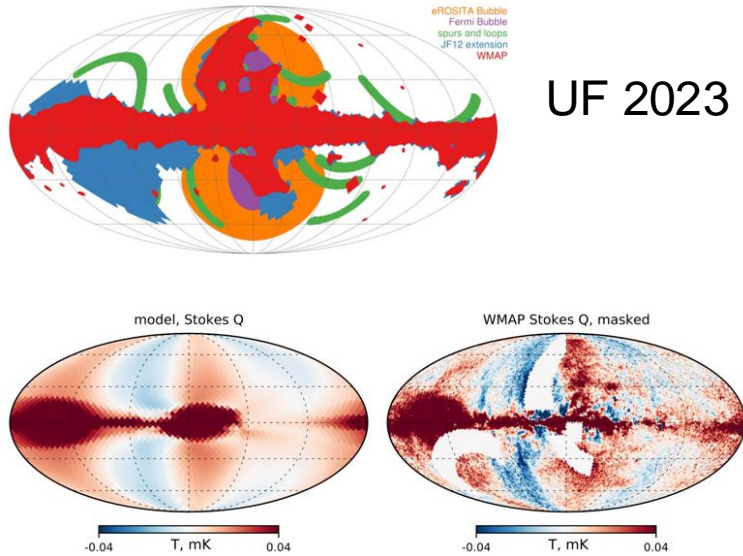 eROSITA Bubble
Fermi Bubble
spurs and loops
JF12 extension
WMAP
UF 2023
model, Stokes Q
WMAP Stokes Q, masked
-0.04 T, mK 0.04
-0.04 T, mK 0.04